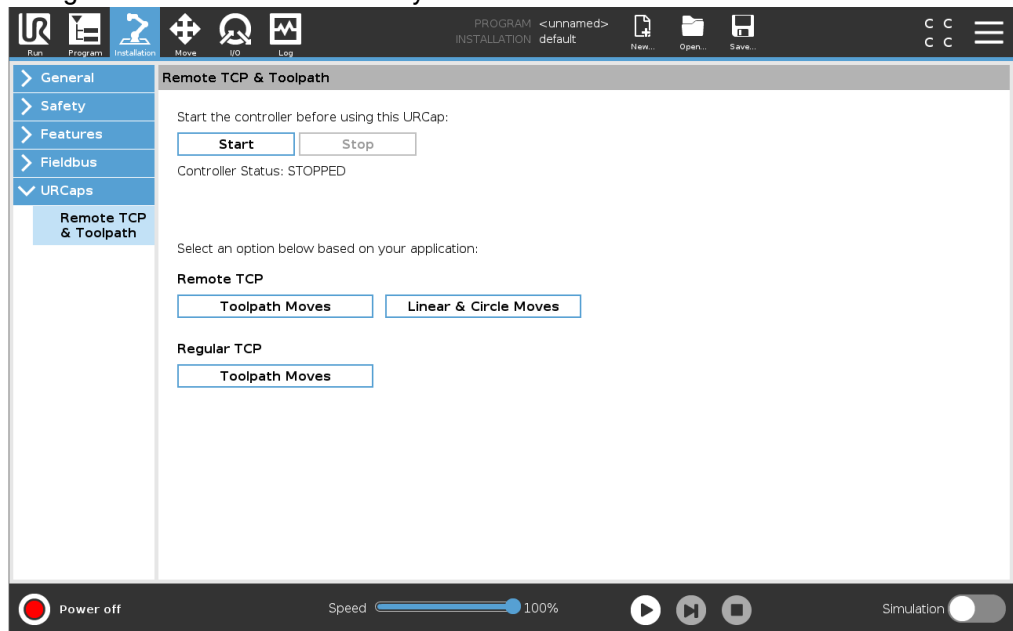 PROGRAM <unnamed>
INSTALLATION default
UR
Run
Program
Installation
Move
I/O
Log
New...
Open...
Save...
C C
C C
General
Safety
Features
Fieldbus
URCaps
Remote TCP
& Toolpath
Remote TCP & Toolpath
Start the controller before using this URCap:
Start
Stop
Controller Status: STOPPED
Select an option below based on your application:
Remote TCP
Toolpath Moves
Linear & Circle Moves
Regular TCP
Toolpath Moves
Power off
Speed
100%
Simulation